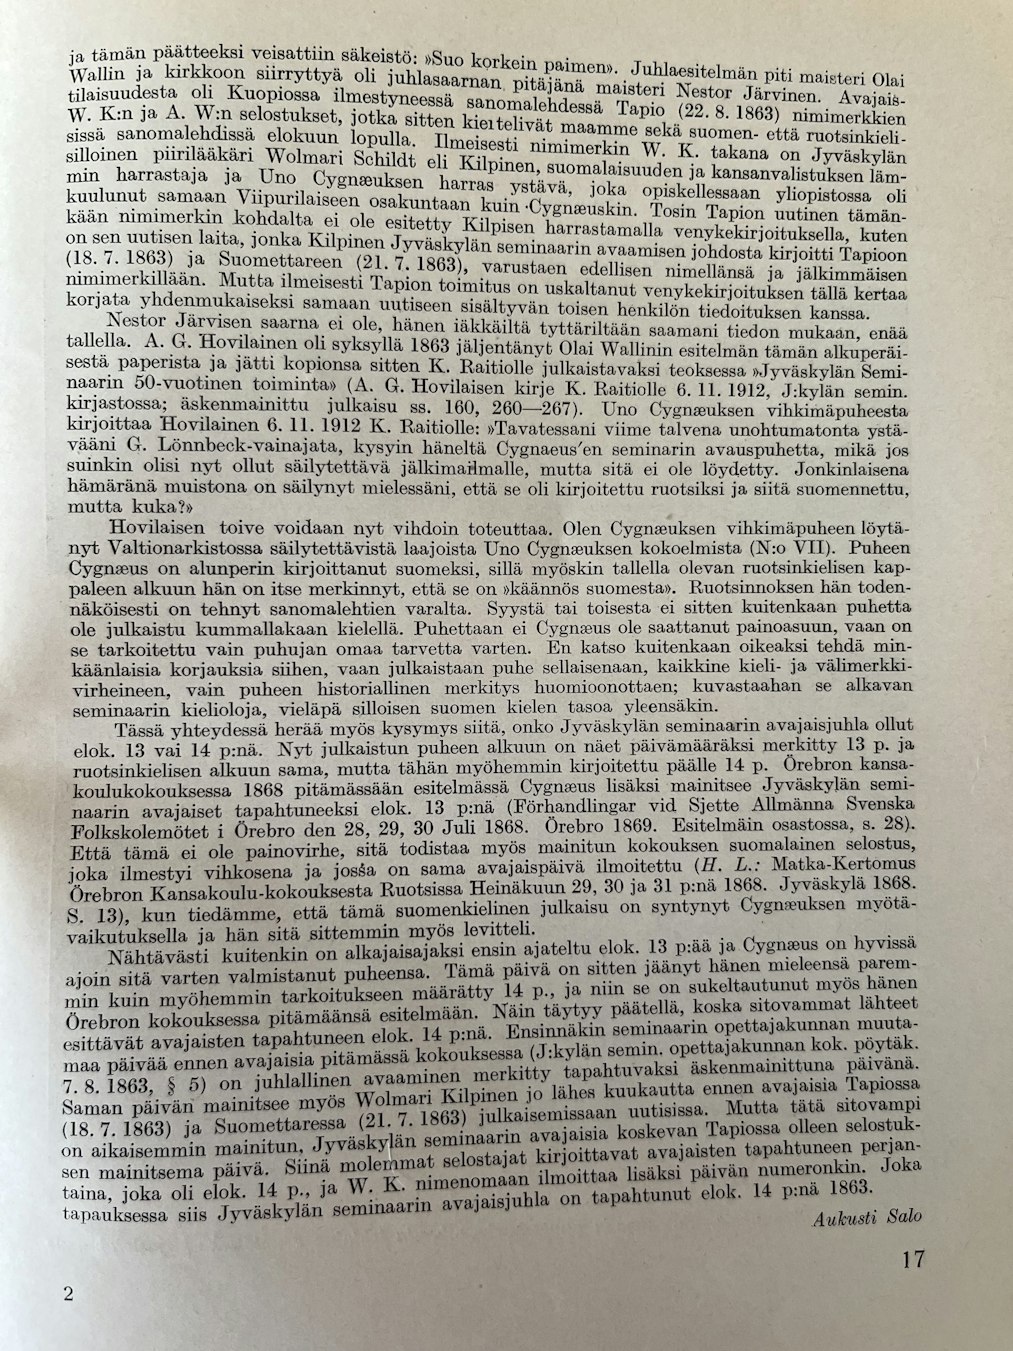 ja tämän päätteeksi veisattiin säkeistö: »Suo korkein paimen». Juhlaesitelmän piti maisteri Olai
Wallin ja kirkkoon siirryttyä oli juhlasaarnan pitäjänä maisteri Nestor Järvinen. Avajais-
tilaisuudesta oli Kuopiossa ilmestyneessä sanomalehdessä Tapio (22. 8. 1863) nimimerkkien
W. K:n ja A. W:n selostukset, jotka sitten kiertelivät maamme sekä suomen- että ruotsinkieli-
sissä sanomalehdissä elokuun lopulla. Ilmeisesti nimimerkin W. K. takana on Jyväskylän
silloinen piirilääkäri Wolmari Schildt eli Kilpinen, suomalaisuuden ja kansanvalistuksen läm-
min harrastaja ja Uno Cygnæuksen harras ystävä, joka opiskellessaan yliopistossa oli
kuulunut samaan Viipurilaiseen osakuntaan kuin Cygnæuskin. Tosin Tapion uutinen tämän-
kään nimimerkin kohdalta ei ole esitetty Kilpisen harrastamalla venykekirjoituksella, kuten
on sen uutisen laita, jonka Kilpinen Jyväskylän seminaarin avaamisen johdosta kirjoitti Tapioon
(18. 7. 1863) ja Suomettareen (21. 7. 1863), varustaen edellisen nimellänsä ja jälkimmäisen
nimimerkillään. Mutta ilmeisesti Tapion toimitus on uskaltanut venykekirjoituksen tällä kertaa
korjata yhdenmukaiseksi samaan uutiseen sisältyvän toisen henkilön tiedoituksen kanssa.
Nestor Järvisen saarna ei ole, hänen iäkkäiltä tyttäriltään saamani tiedon mukaan, enää
tallella. A. G. Hovilainen oli syksyllä 1863 jäljentänyt Olai Wallinin esitelmän tämän alkuperäi-
sestä paperista ja jätti kopionsa sitten K. Raitiolle julkaistavaksi teoksessa »Jyväskylän Semi-
naarin 50-vuotinen toiminta» (A. G. Hovilaisen kirje K. Raitiolle 6. 11. 1912, J:kylän semin.
kirjastossa; äskenmainittu julkaisu ss. 160, 260—267). Uno Cygnæuksen vihkimäpuheesta
kirjoittaa Hovilainen 6. 11. 1912 K. Raitiolle: »Tavatessani viime talvena unohtumatonta ystä-
vääni G. Lönnbeck-vainajata, kysyin häneltä Cygnaeus'en seminarin avauspuhetta, mikä jos
suinkin olisi nyt ollut säilytettävä jälkimailmalle, mutta sitä ei ole löydetty. Jonkinlaisena
hämäränä muistona on säilynyt mielessäni, että se oli kirjoitettu ruotsiksi ja siitä suomennettu,
mutta kuka?»
Hovilaisen toive voidaan nyt vihdoin toteuttaa. Olen Cygnæuksen vihkimäpuheen löytä-
nyt Valtionarkistossa säilytettävistä laajoista Uno Cygnæuksen kokoelmista (N:o VII). Puheen
Cygnæus on alunperin kirjoittanut suomeksi, sillä myöskin tallella olevan ruotsinkielisen kap-
paleen alkuun hän on itse merkinnyt, että se on »käännös suomesta». Ruotsinnoksen hän toden-
näköisesti on tehnyt sanomalehtien varalta. Syystä tai toisesta ei sitten kuitenkaan puhetta
ole julkaistu kummallakaan kielellä. Puhettaan ei Cygnæus ole saattanut painoasuun, vaan on
se tarkoitettu vain puhujan omaa tarvetta varten. En katso kuitenkaan oikeaksi tehdä min-
käänlaisia korjauksia siihen, vaan julkaistaan puhe sellaisenaan, kaikkine kieli- ja välimerkki-
virheineen, vain puheen historiallinen merkitys huomioonottaen; kuvastaahan se alkavan
seminaarin kielioloja, vieläpä silloisen suomen kielen tasoa yleensäkin.
Tässä yhteydessä herää myös kysymys siitä, onko Jyväskylän seminaarin avajaisjuhla ollut
elok. 13 vai 14 p:nä. Nyt julkaistun puheen alkuun on näet päivämääräksi merkitty 13 p. ja
ruotsinkielisen alkuun sama, mutta tähän myöhemmin kirjoitettu päälle 14 p. Örebron kansa-
koulukokouksessa 1868 pitämässään esitelmässä Cygnæus lisäksi mainitsee Jyväskylän semi-
naarin avajaiset tapahtuneeksi elok. 13 p:nä (Förhandlingar vid Sjette Allmänna Svenska
Folkskolemötet i Örebro den 28, 29, 30 Juli 1868. Örebro 1869. Esitelmäin osastossa, s. 28).
Että tämä ei ole painovirhe, sitä todistaa myös mainitun kokouksen suomalainen selostus,
joka ilmestyi vihkosena ja jossa on sama avajaispäivä ilmoitettu (H. L.: Matka-Kertomus
Örebron Kansakoulu-kokouksesta Ruotsissa Heinäkuun 29, 30 ja 31 p:nä 1868. Jyväskylä 1868.
S. 13), kun tiedämme, että tämä suomenkielinen julkaisu on syntynyt Cygnæuksen myötä-
vaikutuksella ja hän sitä sittemmin myös levitteli.
Nähtävästi kuitenkin on alkajaisajaksi ensin ajateltu elok. 13 p:ää ja Cygnæus on hyvissä
ajoin sitä varten valmistanut puheensa. Tämä päivä on sitten jäänyt hänen mieleensä parem-
min kuin myöhemmin tarkoitukseen määrätty 14 p., ja niin se on sukeltautunut myös hänen
Örebron kokouksessa pitämäänsä esitelmään. Näin täytyy päätellä, koska sitovammat lähteet
esittävät avajaisten tapahtuneen elok. 14 p:nä. Ensinnäkin seminaarin opettajakunnan muuta-
maa päivää ennen avajaisia pitämässä kokouksessa (J:kylän semin. opettajakunnan kok. pöytäk.
7. 8. 1863, § 5) on juhlallinen avaaminen merkitty tapahtuvaksi äskenmainittuna päivänä.
Saman päivän mainitsee myös Wolmari Kilpinen jo lähes kuukautta ennen avajaisia Tapiossa
(18. 7. 1863) ja Suomettaressa (21. 7. 1863) julkaisemissaan uutisissa. Mutta tätä sitovampi
on aikaisemmin mainitun, Jyväskylän seminaarin avajaisia koskevan Tapiossa olleen selostuk-
sen mainitsema päivä. Siinä molemmat selostajat kirjoittavat avajaisten tapahtuneen perjan-
taina, joka oli elok. 14 p., ja W. K. nimenomaan ilmoittaa lisäksi päivän numeronkin. Joka
tapauksessa siis Jyväskylän seminaarin avajaisjuhla on tapahtunut elok. 14 p:nä 1863.
Aukusti Salo
17
2